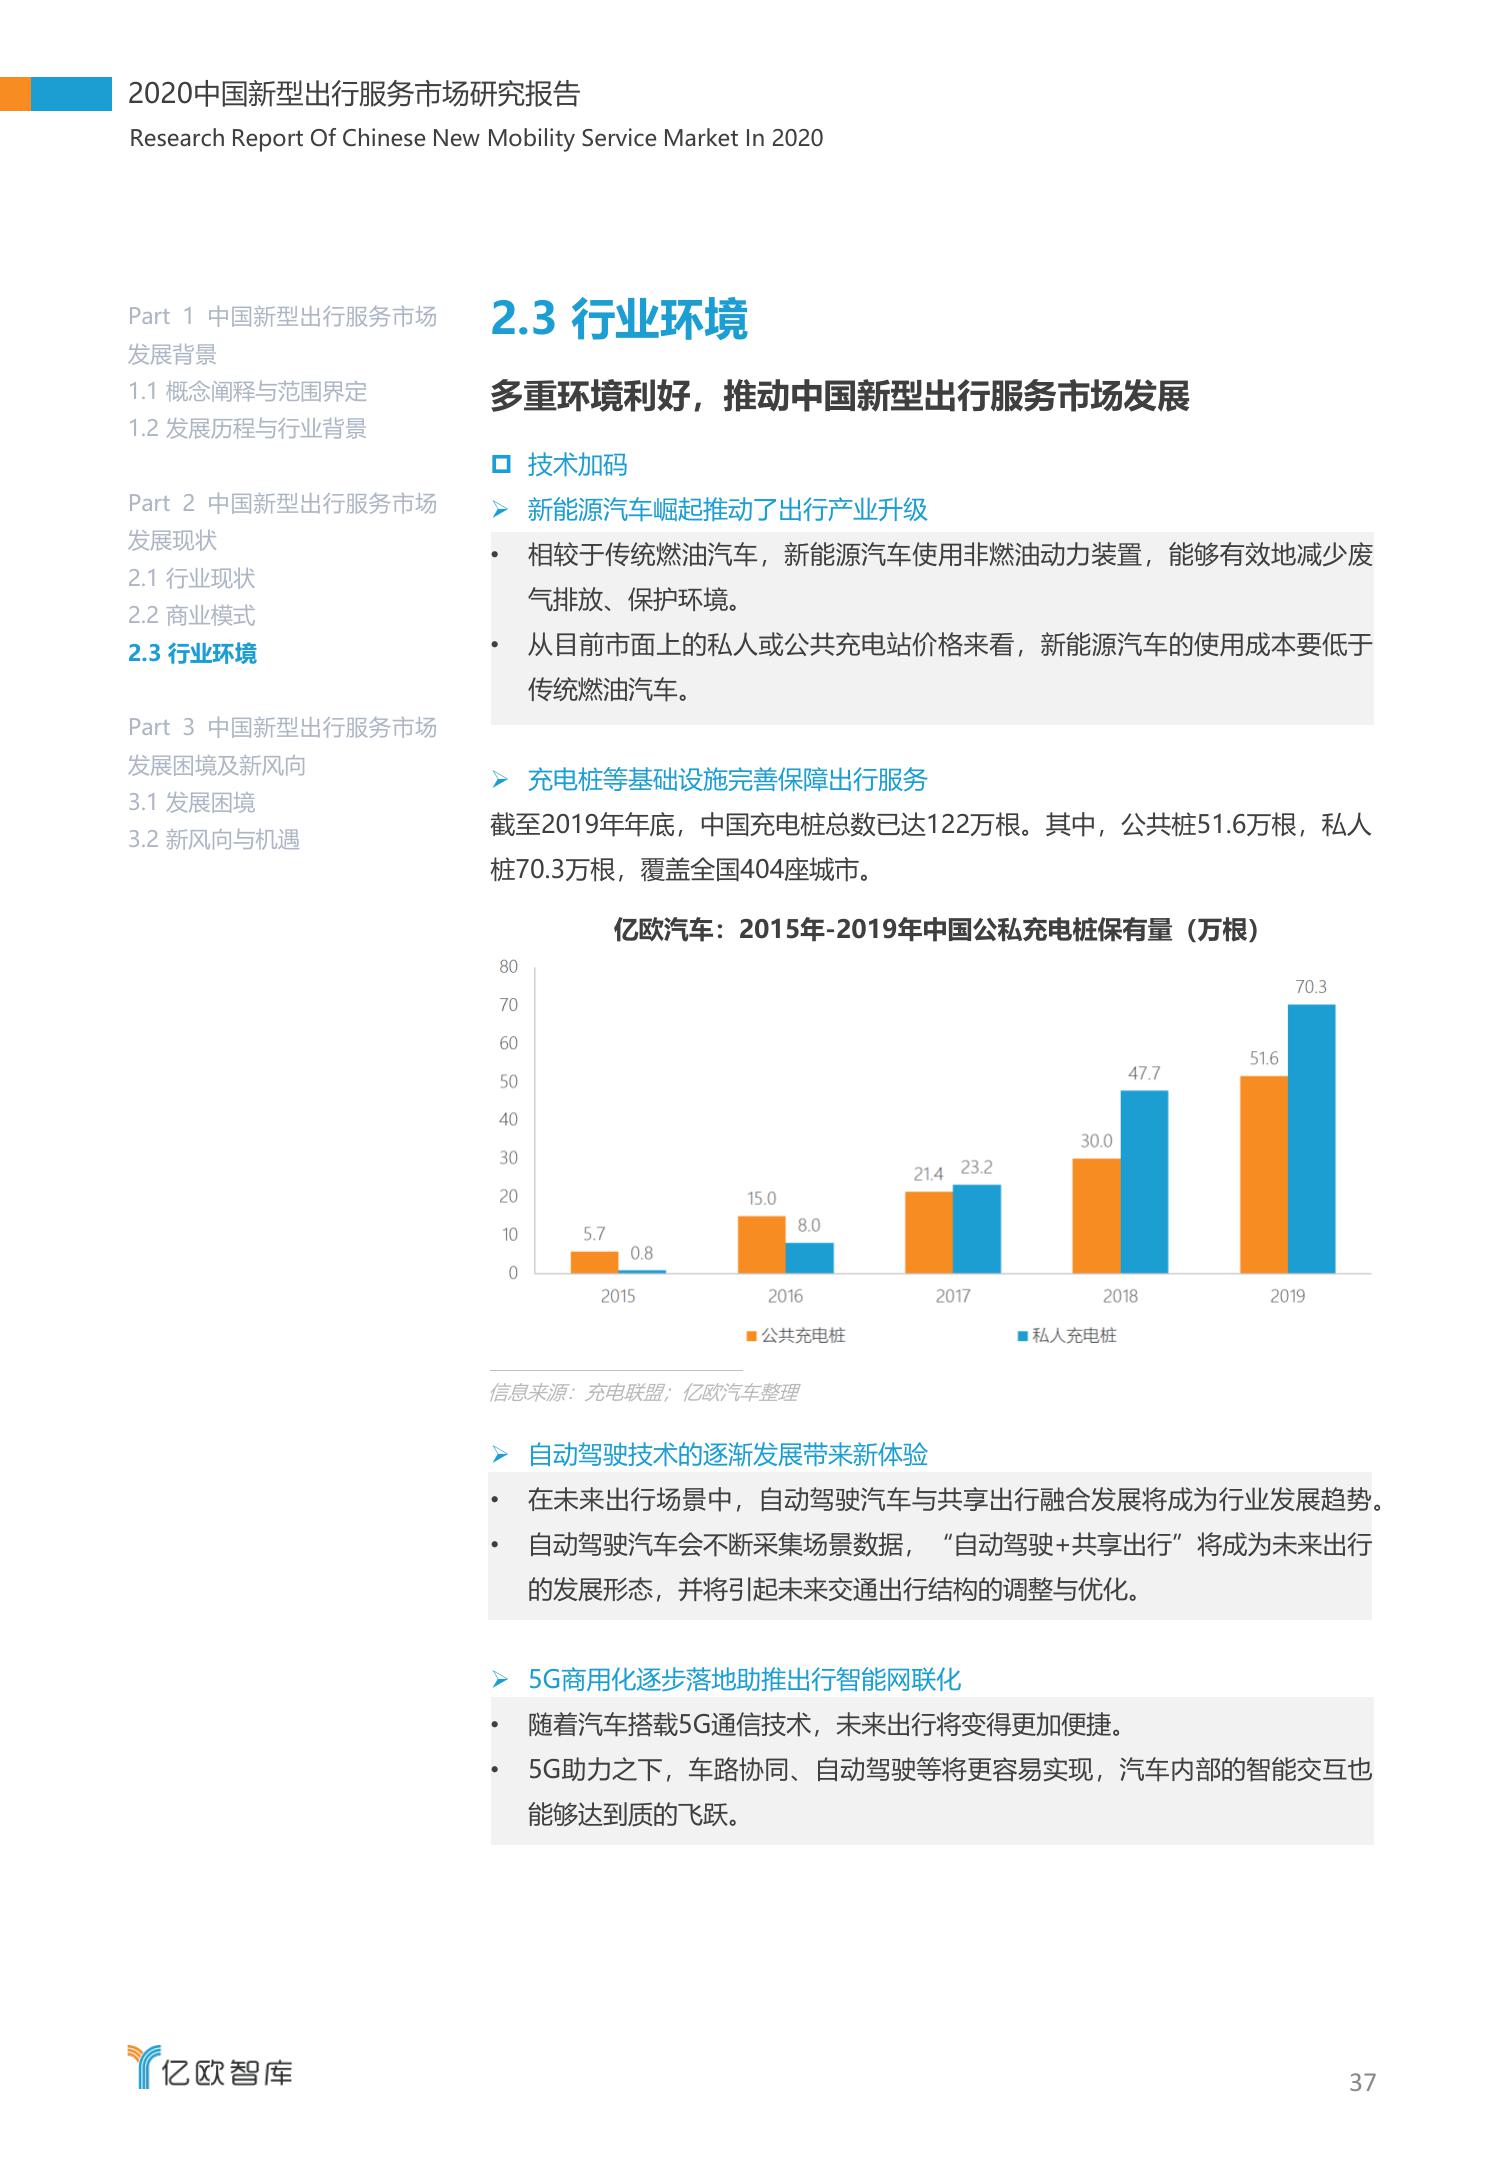 2020中国新型出行服务市场研究报告
Research Report Of Chinese New Mobility Service Market In 2020
Part 1 中国新型出行服务市场
发展背景
1.1 概念阐释与范围界定
1.2 发展历程与行业背景
Part 2 中国新型出行服务市场
发展现状
2.1 行业现状
2.2 商业模式
2.3 行业环境
Part 3 中国新型出行服务市场
发展困境及新风向
3.1 发展困境
3.2 新风向与机遇
2.3 行业环境
多重环境利好，推动中国新型出行服务市场发展
技术加码
新能源汽车崛起推动了出行产业升级
• 相较于传统燃油汽车，新能源汽车使用非燃油动力装置，能够有效地减少废
气排放、保护环境。
• 从目前市面上的私人或公共充电站价格来看，新能源汽车的使用成本要低于
传统燃油汽车。
充电桩等基础设施完善保障出行服务
截至2019年年底，中国充电桩总数已达122万根。其中，公共桩51.6万根，私人
桩70.3万根，覆盖全国404座城市。
亿欧汽车：2015年-2019年中国公私充电桩保有量（万根）
80
70
60
50
40
30
20
10
0
5.7
0.8
15.0
8.0
21.4
23.2
30.0
47.7
51.6
70.3
2015 2016 2017 2018 2019
公共充电桩 私人充电桩
信息来源：充电联盟；亿欧汽车整理
自动驾驶技术的逐渐发展带来新体验
• 在未来出行场景中，自动驾驶汽车与共享出行融合发展将成为行业发展趋势。
• 自动驾驶汽车会不断采集场景数据，“自动驾驶+共享出行”将成为未来出行
的发展形态，并将引起未来交通出行结构的调整与优化。
5G商用化逐步落地助推出行智能网联化
• 随着汽车搭载5G通信技术，未来出行将变得更加便捷。
• 5G助力之下，车路协同、自动驾驶等将更容易实现，汽车内部的智能交互也
能够达到质的飞跃。
亿欧智库
37